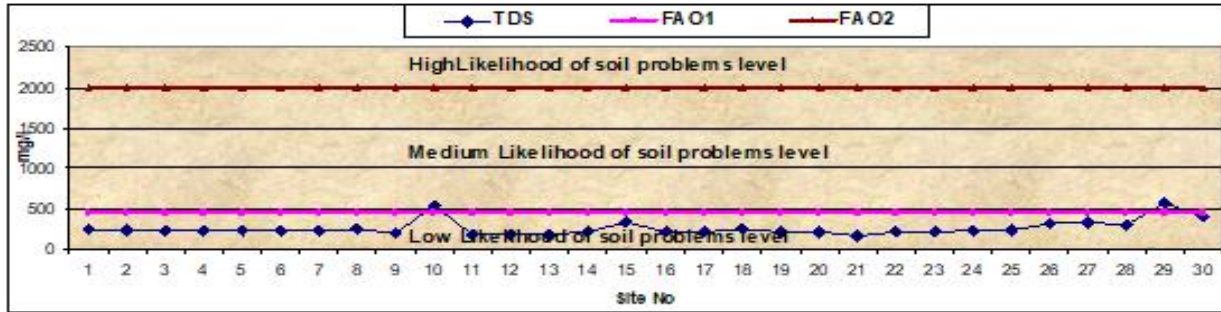 TDS FAO1 FAO2
2500
2000
1500
1000
500
0
mg/l
HighLikelihood of soil problems level
Medium Likelihood of soil problems level
Low Likelihood of soil problems level
1 2 3 4 5 6 7 8 9 10 11 12 13 14 15 16 17 18 19 20 21 22 23 24 25 26 27 28 29 30
Site No